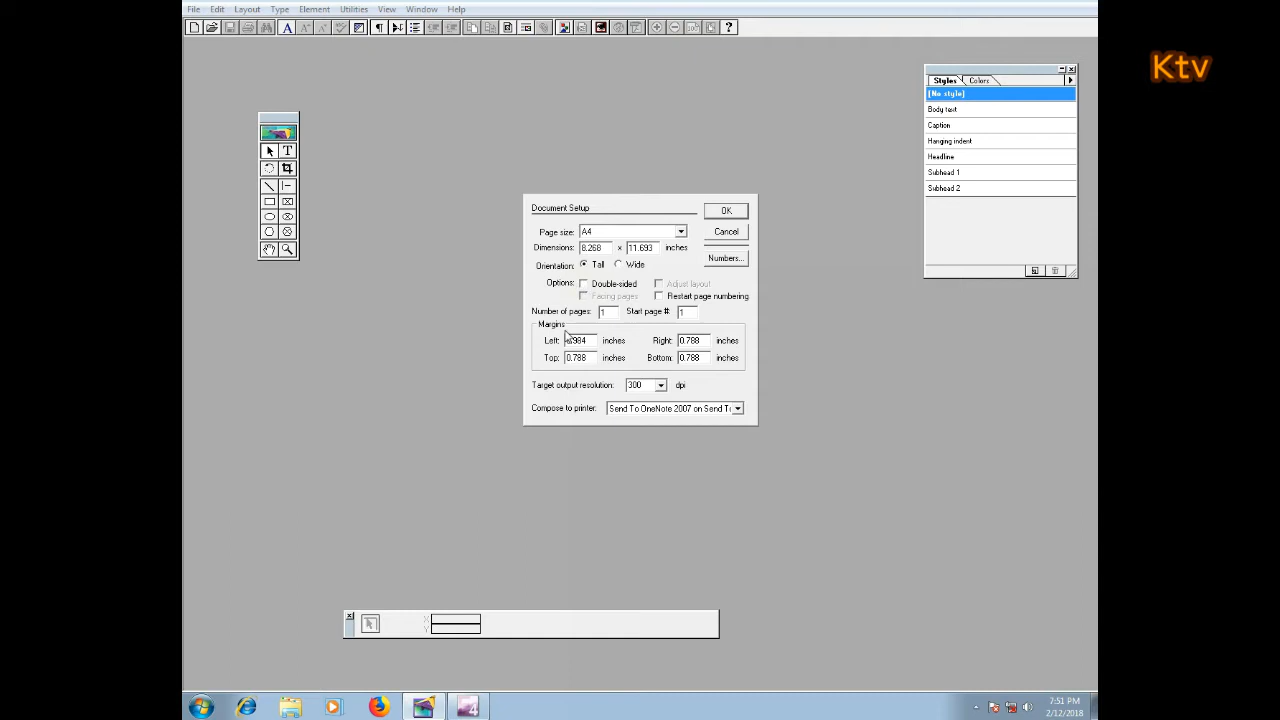 File Edit Layout Type Element Utilities View Window Help
Ktv
Styles Colors
[No style]
Body text
Caption
Hanging indent
Headline
Subhead 1
Subhead 2
Document Setup
OK
Page size: A4
Cancel
Dimensions: 8.268 x 11.693 inches
Numbers...
Orientation: Tall Wide
Options: Double-sided Adjust layout
Facing pages Restart page numbering
Number of pages: 1 Start page #: 1
Margins
Left: inches Right: 0.788 inches
Top: 0.788 inches Bottom: 0.788 inches
Target output resolution: 300 dpi
Compose to printer: Send To OneNote 2007 on Send
X
Y
7:51 PM
2/12/2018